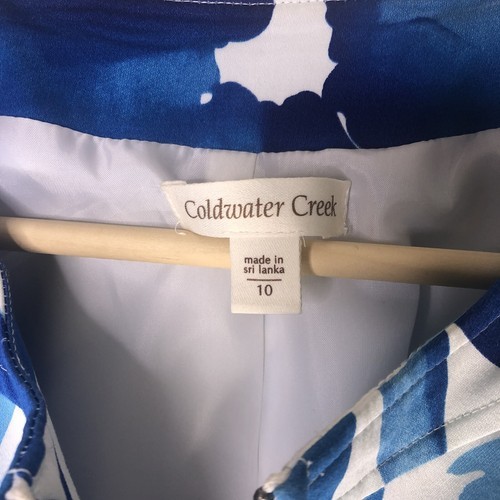 Coldwater Creek
made in
sri lanka
10